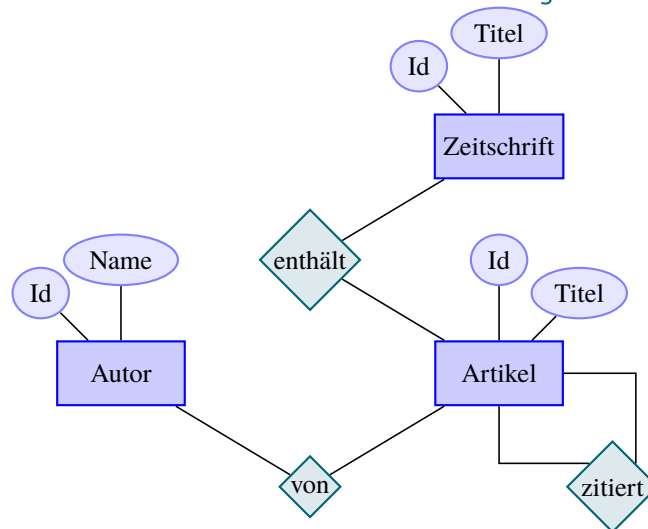 Titel
Id
Zeitschrift
enthält
Id
Name
Id
Titel
Autor
Artikel
von
zitiert